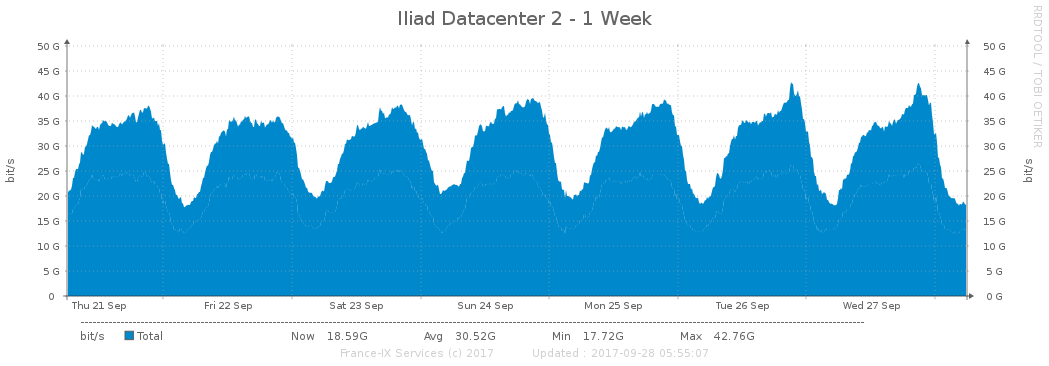 Iliad Datacenter 2 - 1 Week
RRDTOOL / TOBI OETIKER
bit/s
50 G 50 G
45 G 45 G
40 G 40 G
35 G 35 G
30 G 30 G
25 G 25 G
20 G 20 G
15 G 15 G
10 G 10 G
5 G 5 G
0 0 G
bit/s
Thu 21 Sep Fri 22 Sep Sat 23 Sep Sun 24 Sep Mon 25 Sep Tue 26 Sep Wed 27 Sep
bit/s Total Now 18.59G Avg 30.52G Min 17.72G Max 42.76G
France-IX Services (c) 2017 Updated : 2017-09-28 05:55:07